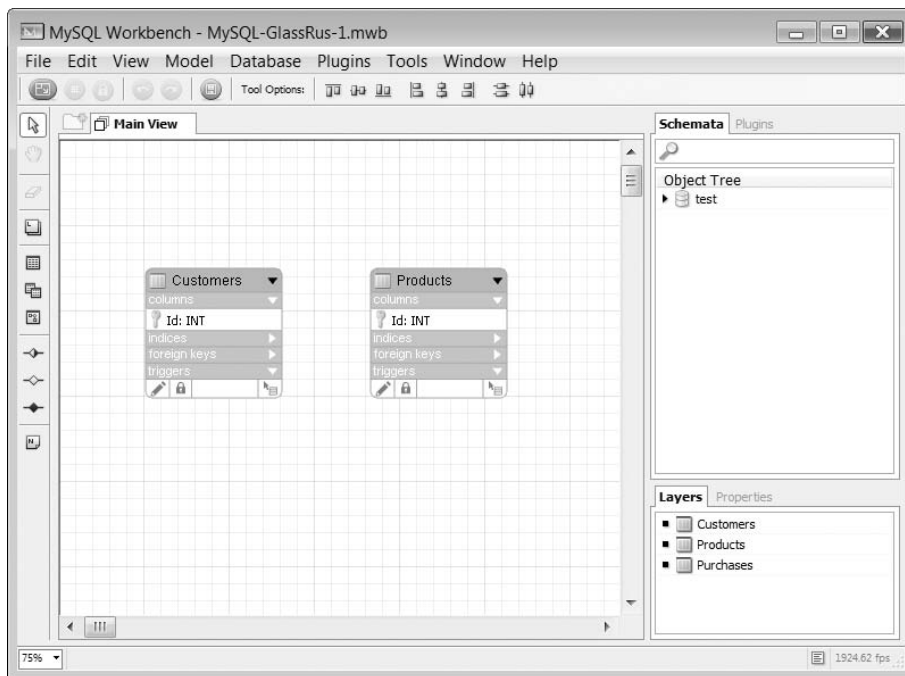 MySQL Workbench - MySQL-GlassRus-1.mwb
File Edit View Model Database Plugins Tools Window Help
Tool Options:
Main View
Schemata Plugins
Object Tree
test
Customers
columns
Id: INT
indices
foreign keys
triggers
Products
columns
Id: INT
indices
foreign keys
triggers
Layers Properties
Customers
Products
Purchases
75%
1924.62 fps